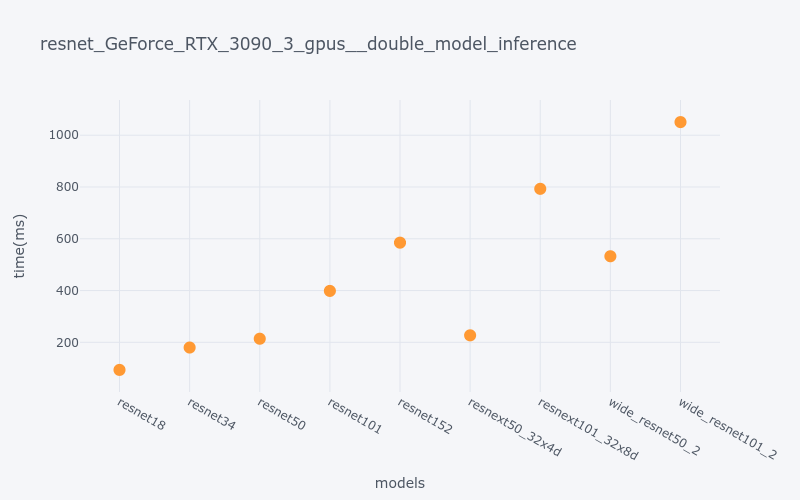 resnet_GeForce_RTX_3090_3_gpus__double_model_inference
time(ms)
1000
800
600
400
200
resnet18
resnet34
resnet50
resnet101
resnet152
resnext50_32x4d
resnext101_32x8d
wide_resnet50_2
wide_resnet101_2
models